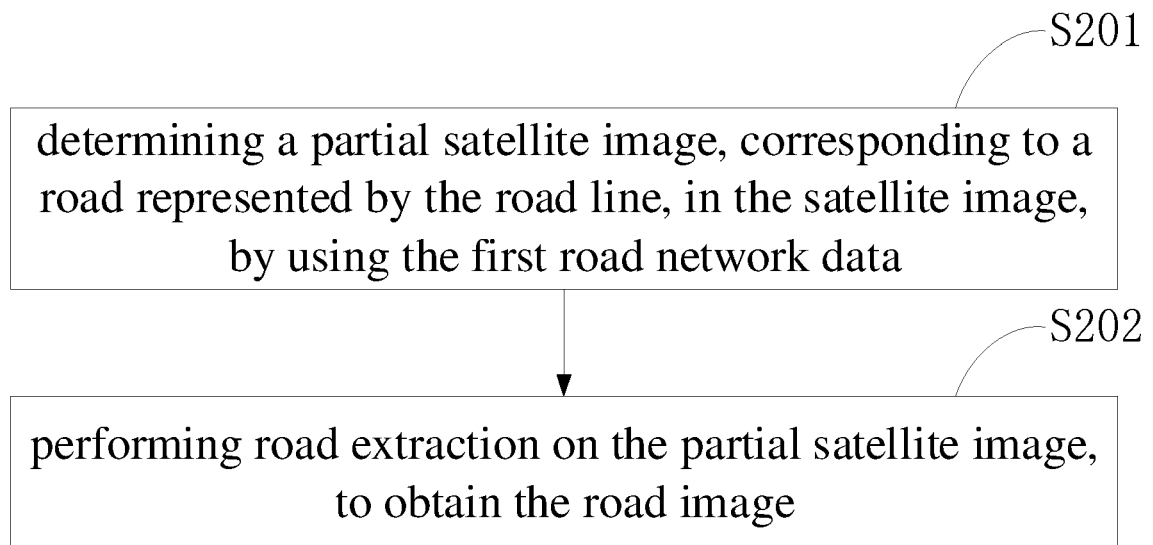 S201
determining a partial satellite image, corresponding to a
road represented by the road line, in the satellite image,
by using the first road network data
S202
performing road extraction on the partial satellite image,
to obtain the road image